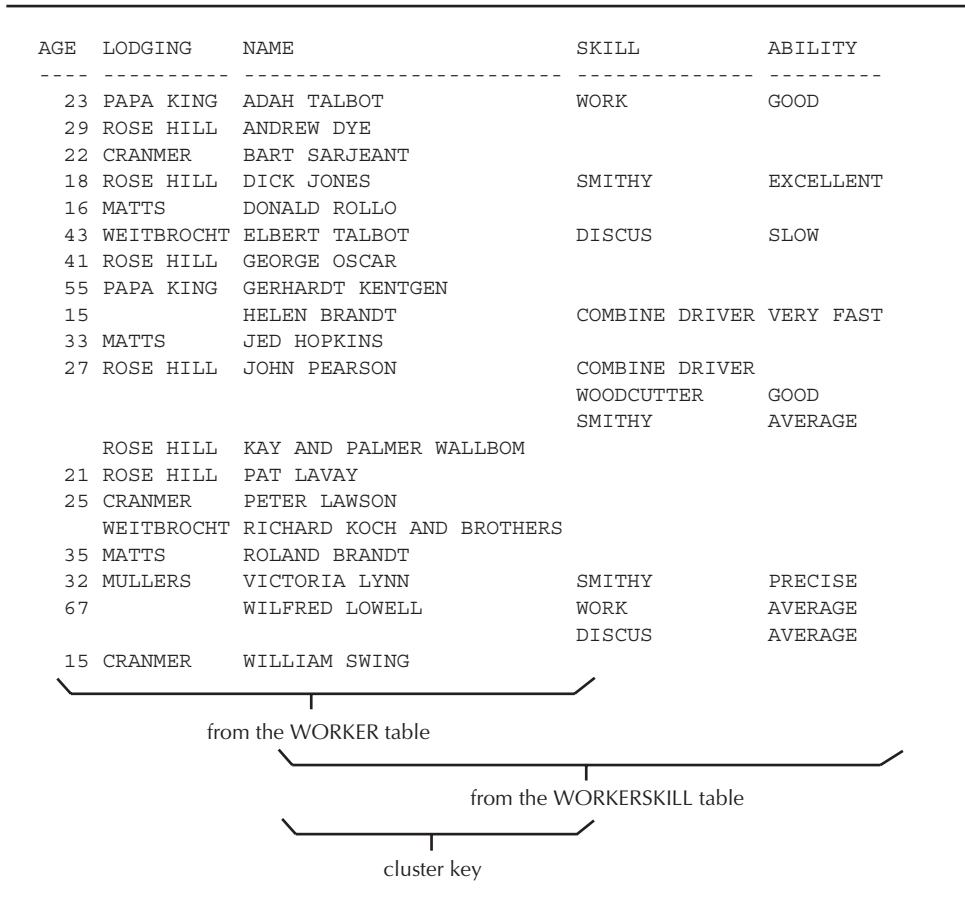 AGE LODGING NAME SKILL ABILITY
---- ---------- ------------------------- -------------- ---------
23 PAPA KING ADAH TALBOT WORK GOOD
29 ROSE HILL ANDREW DYE
22 CRANMER BART SARJEANT
18 ROSE HILL DICK JONES SMITHY EXCELLENT
16 MATTS DONALD ROLLO
43 WEITBROCHT ELBERT TALBOT DISCUS SLOW
41 ROSE HILL GEORGE OSCAR
55 PAPA KING GERHARDT KENTGEN
15 HELEN BRANDT COMBINE DRIVER VERY FAST
33 MATTS JED HOPKINS
27 ROSE HILL JOHN PEARSON COMBINE DRIVER
WOODCUTTER GOOD
SMITHY AVERAGE
ROSE HILL KAY AND PALMER WALLBOM
21 ROSE HILL PAT LAVAY
25 CRANMER PETER LAWSON
WEITBROCHT RICHARD KOCH AND BROTHERS
35 MATTS ROLAND BRANDT
32 MULLERS VICTORIA LYNN SMITHY PRECISE
67 WILFRED LOWELL WORK AVERAGE
DISCUS AVERAGE
15 CRANMER WILLIAM SWING
from the WORKER table
from the WORKERSKILL table
cluster key